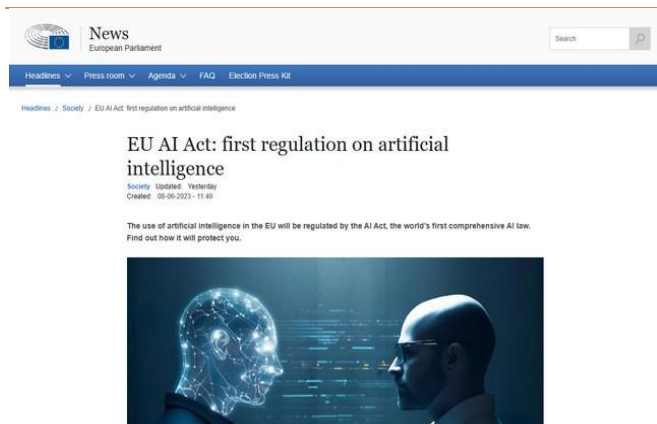 News
European Parliament
Search
Headlines Press room Agenda FAQ Election Press Kit
Headlines / Society / EU AI Act: first regulation on artificial intelligence
EU AI Act: first regulation on artificial
intelligence
Society Updated: Yesterday
Created: 08-06-2023 - 11:40
The use of artificial intelligence in the EU will be regulated by the AI Act, the world's first comprehensive AI law.
Find out how it will protect you.